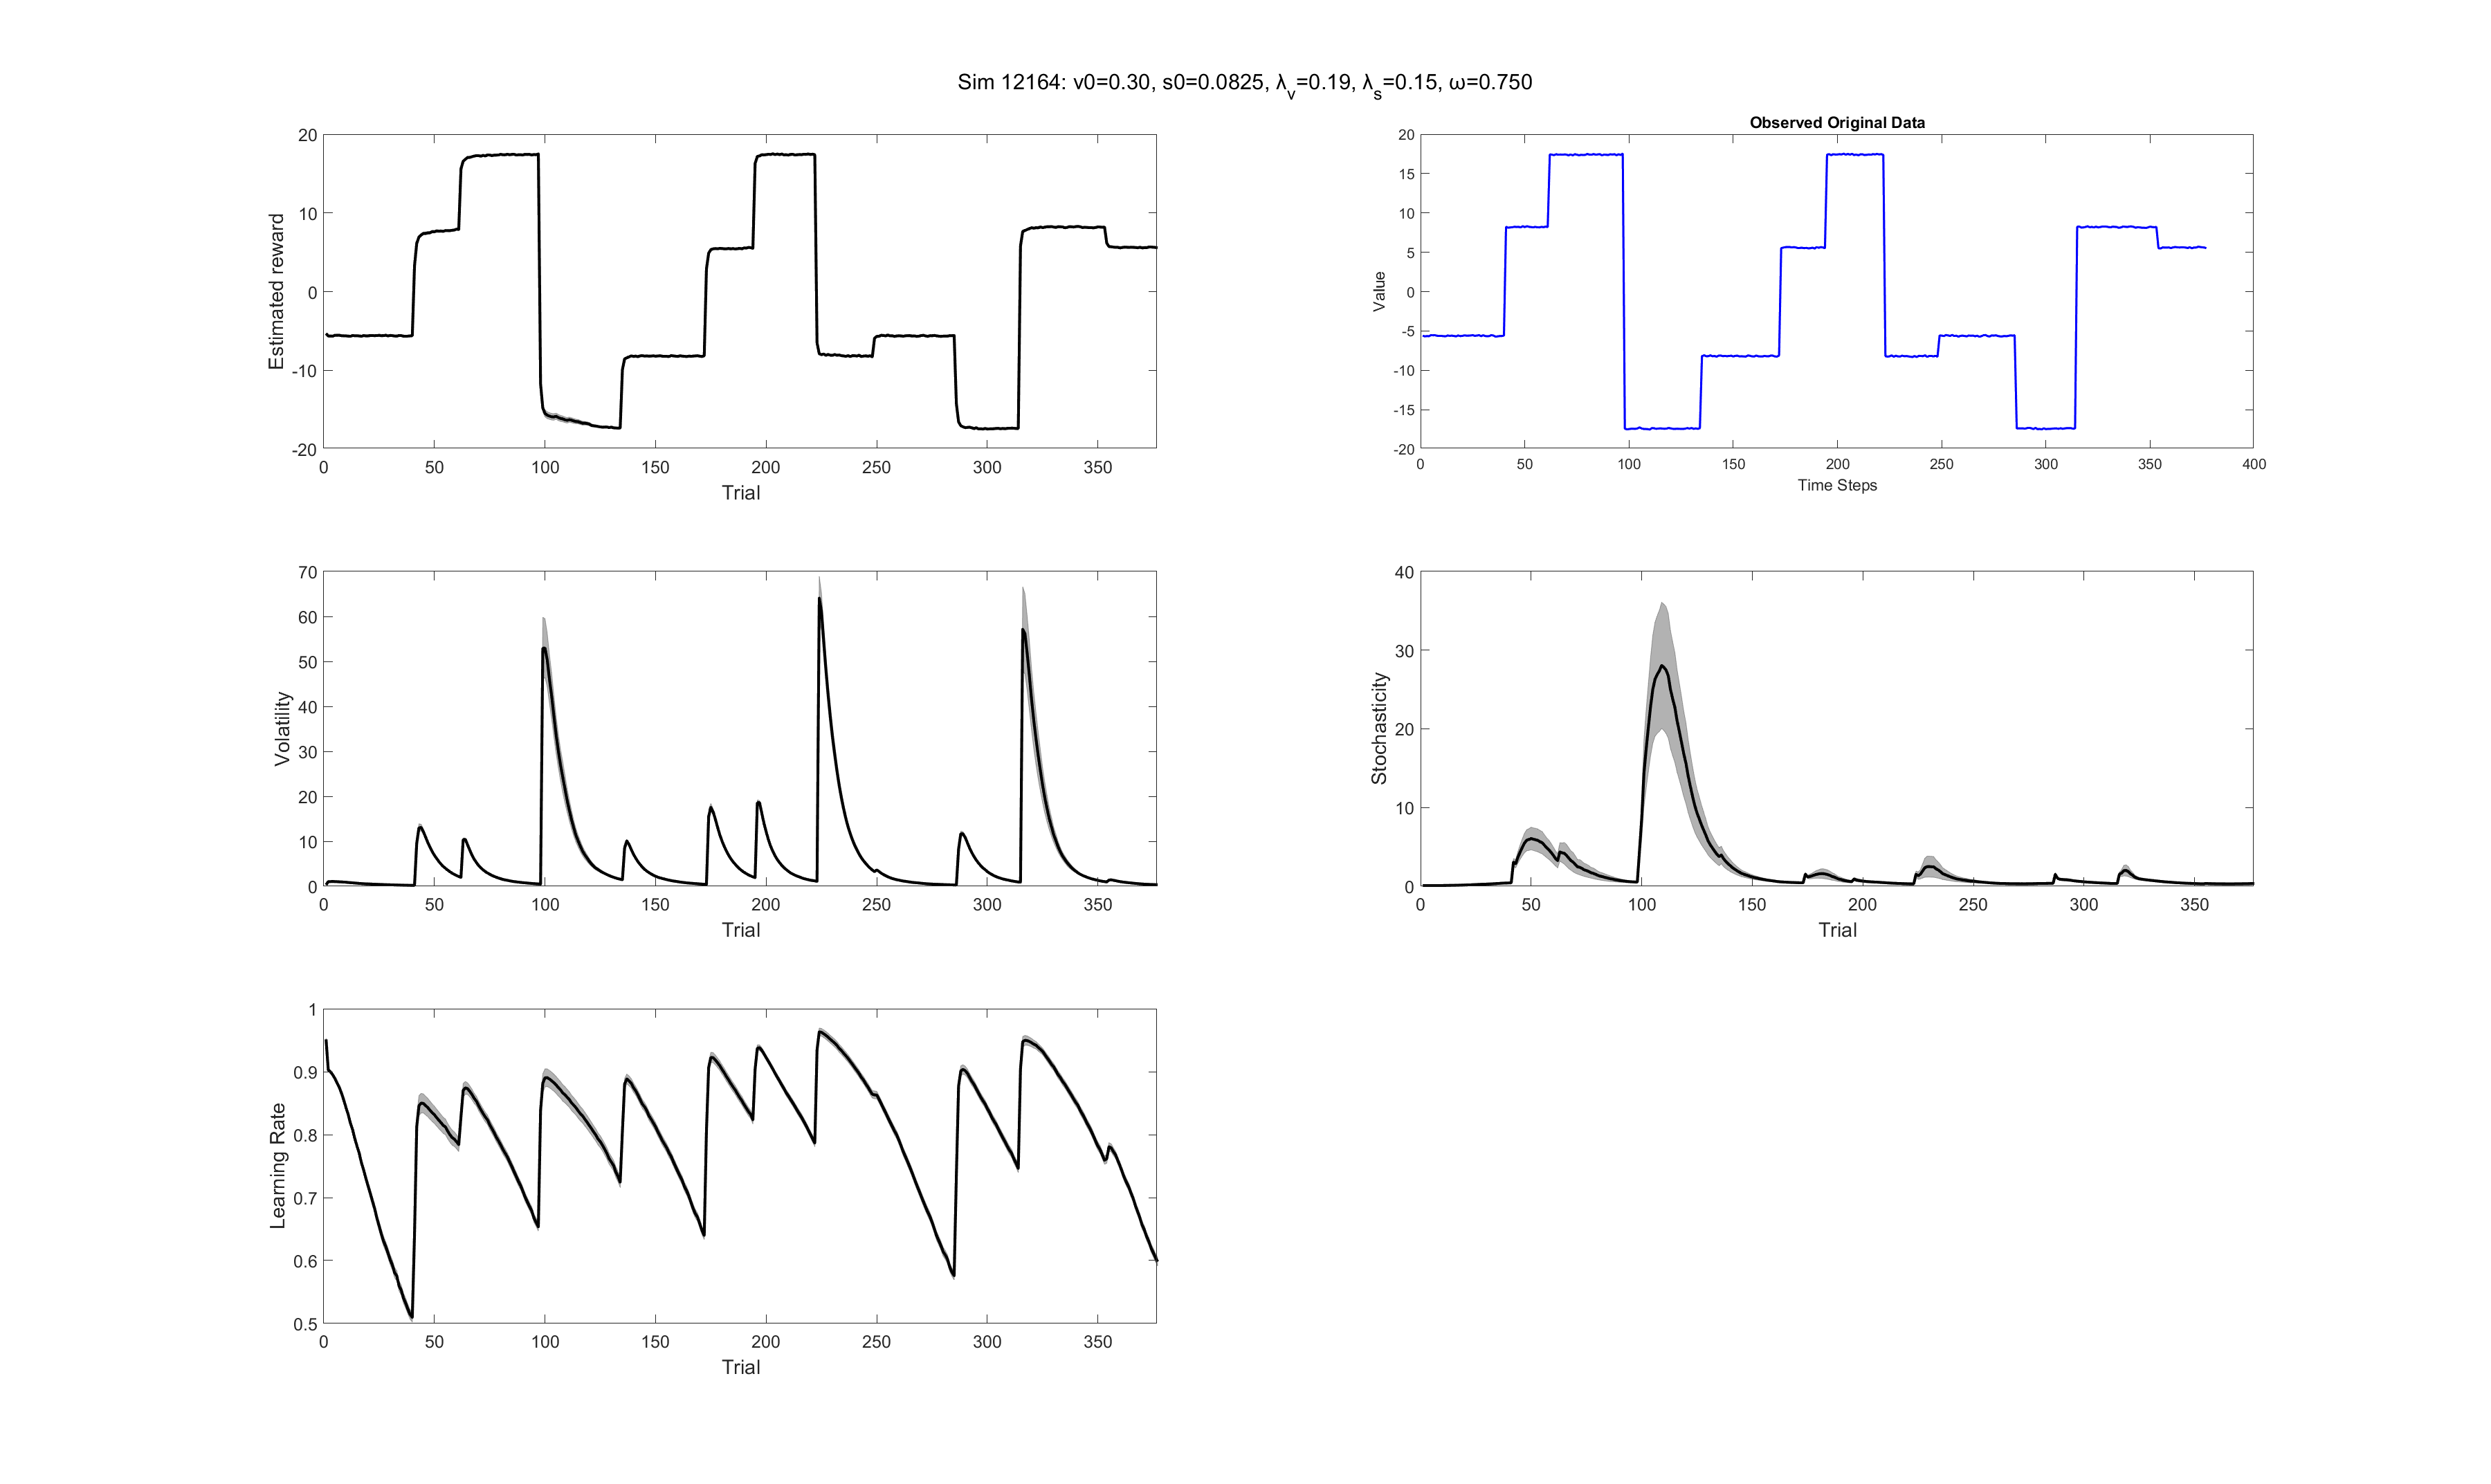 Sim 12164: v0=0.30, s0=0.0825, λv=0.19, λs=0.15, ω=0.750
20
10
0
-10
-20
Estimated reward
0 50 100 150 200 250 300 350
Trial
Observed Original Data
20
15
10
5
0
-5
-10
-15
-20
Value
0 50 100 150 200 250 300 350 400
Time Steps
70
60
50
40
30
20
10
0
Volatility
0 50 100 150 200 250 300 350
Trial
40
30
20
10
0
Stochasticity
0 50 100 150 200 250 300 350
Trial
1
0.9
0.8
0.7
0.6
0.5
Learning Rate
0 50 100 150 200 250 300 350
Trial